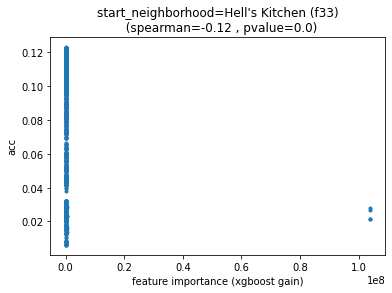 start_neighborhood=Hell's Kitchen (f33)
(spearman=-0.12 , pvalue=0.0)
0.12
0.10
0.08
0.06
0.04
0.02
acc
0.0
0.2
0.4
0.6
0.8
1.0
1e8
feature importance (xgboost gain)